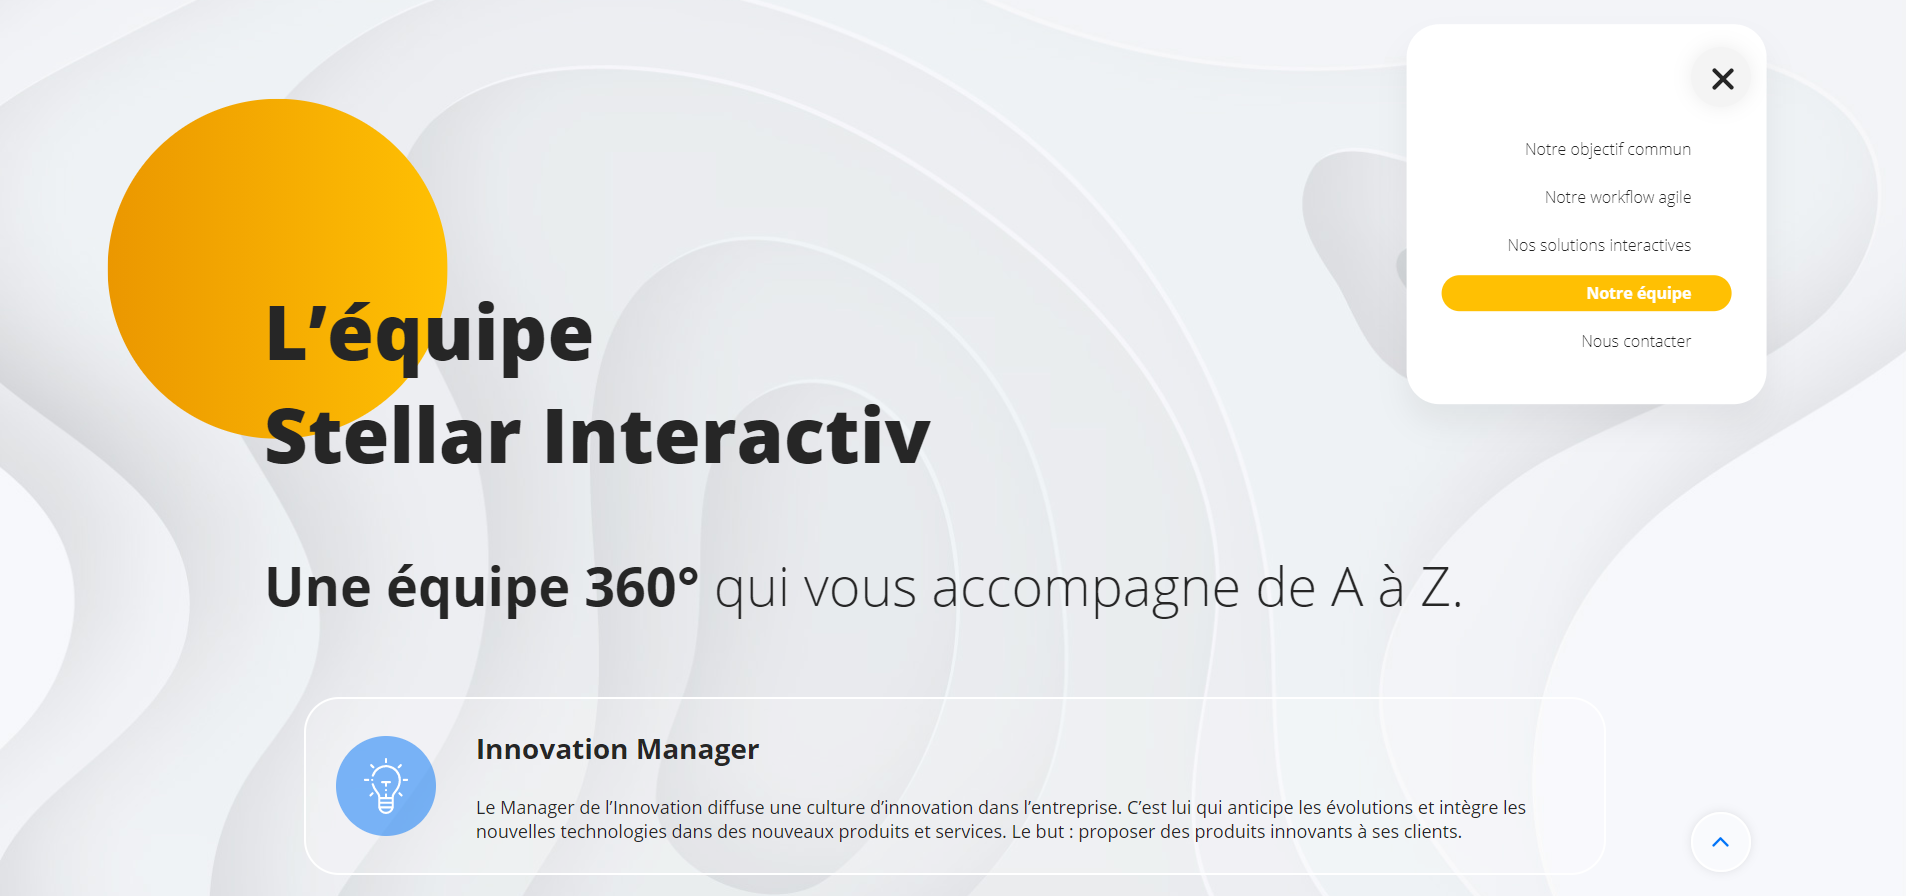 Notre objectif commun
Notre workflow agile
Nos solutions interactives
Notre équipe
Nous contacter
L’équipe
Stellar Interactiv
Une équipe 360° qui vous accompagne de A à Z.
Innovation Manager
Le Manager de l’Innovation diffuse une culture d’innovation dans l’entreprise. C’est lui qui anticipe les évolutions et intègre les
nouvelles technologies dans des nouveaux produits et services. Le but : proposer des produits innovants à ses clients.